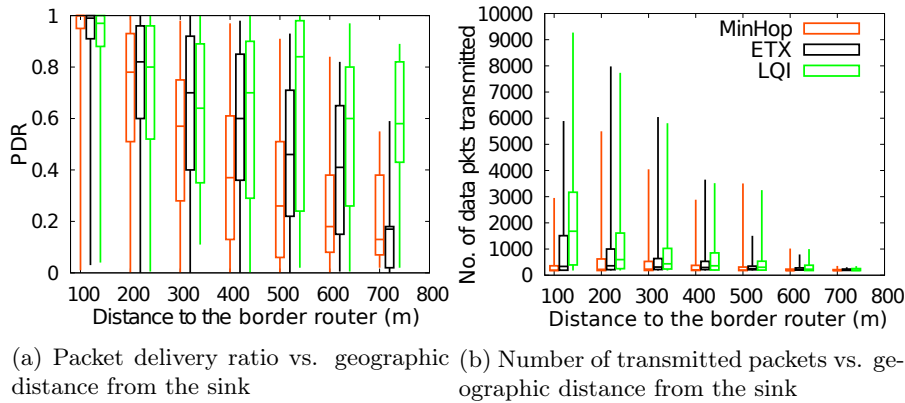 1
0.8
0.6
0.4
0.2
0
PDR
100 200 300 400 500 600 700 800
Distance to the border router (m)
(a) Packet delivery ratio vs. geographic
distance from the sink
10000
9000
8000
7000
6000
5000
4000
3000
2000
1000
0
No. of data pkts transmitted
MinHop
ETX
LQI
100 200 300 400 500 600 700 800
Distance to the border router (m)
(b) Number of transmitted packets vs. ge-
ographic distance from the sink